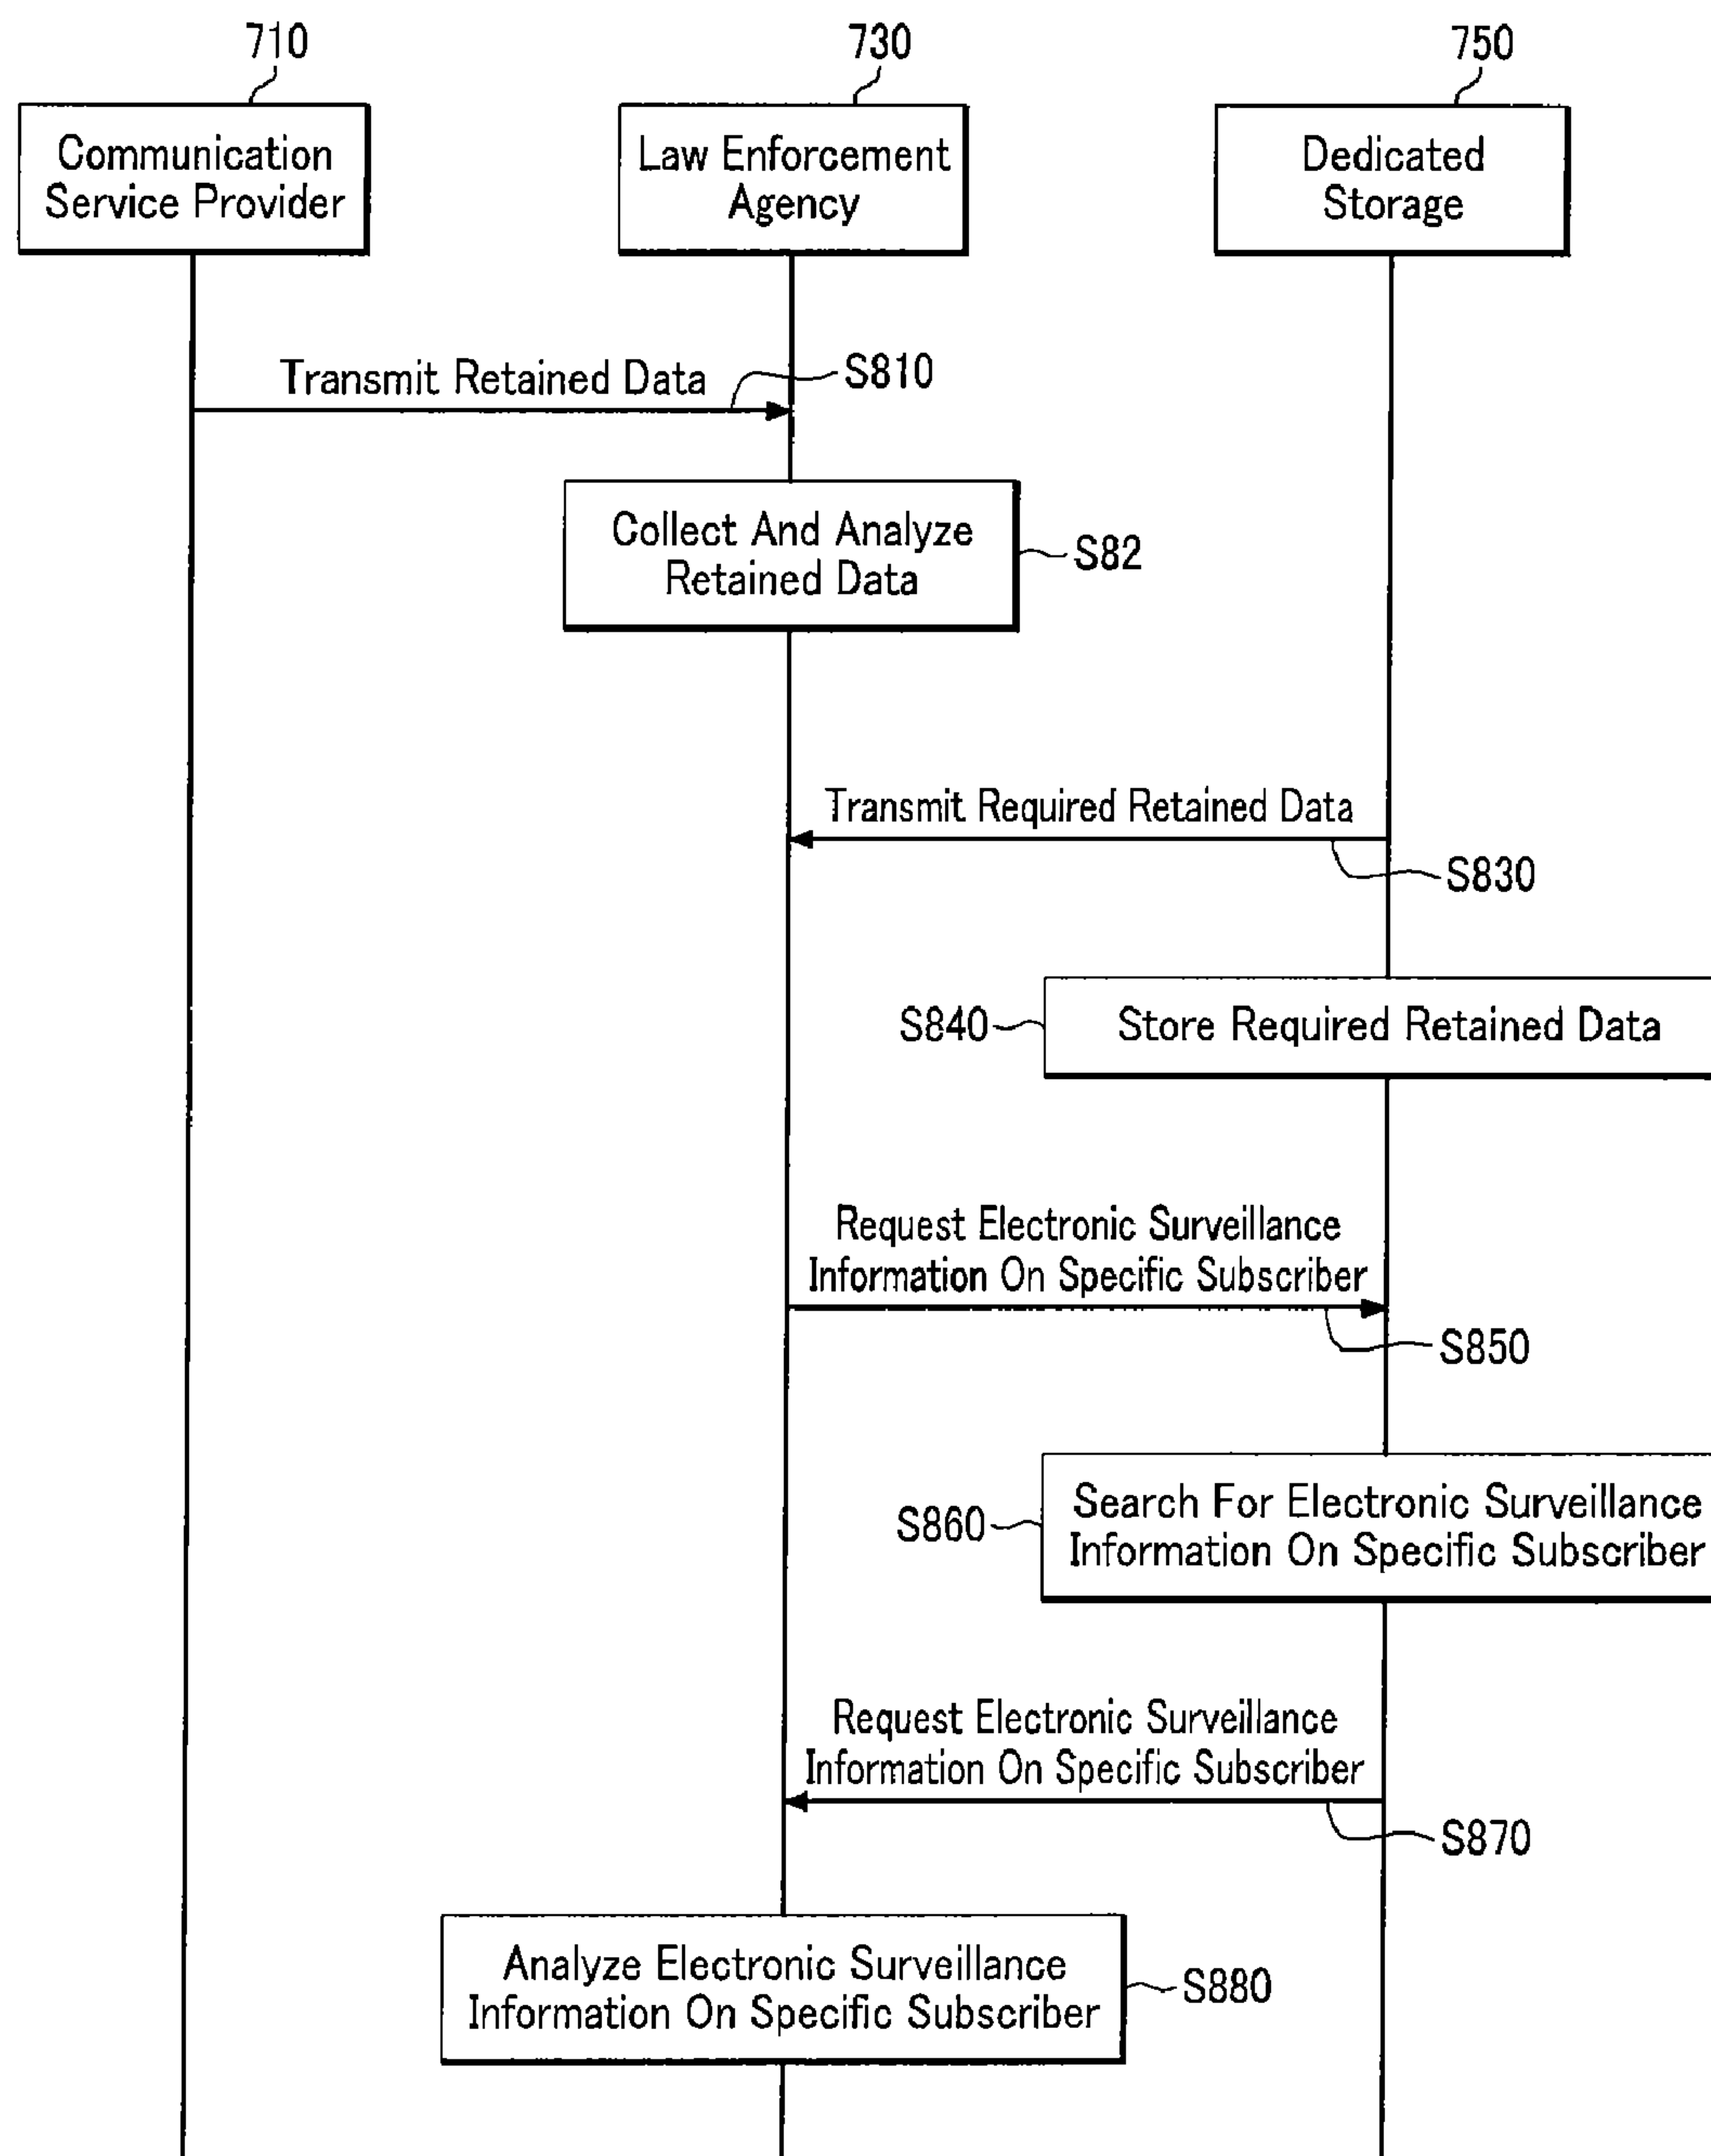 710
730
750
Communication
Service Provider
Law Enforcement
Agency
Dedicated
Storage
Transmit Retained Data
S810
Collect And Analyze
Retained Data
S82
Transmit Required Retained Data
S830
S840
Store Required Retained Data
Request Electronic Surveillance
Information On Specific Subscriber
S850
S860
Search For Electronic Surveillance
Information On Specific Subscriber
Request Electronic Surveillance
Information On Specific Subscriber
S870
Analyze Electronic Surveillance
Information On Specific Subscriber
S880